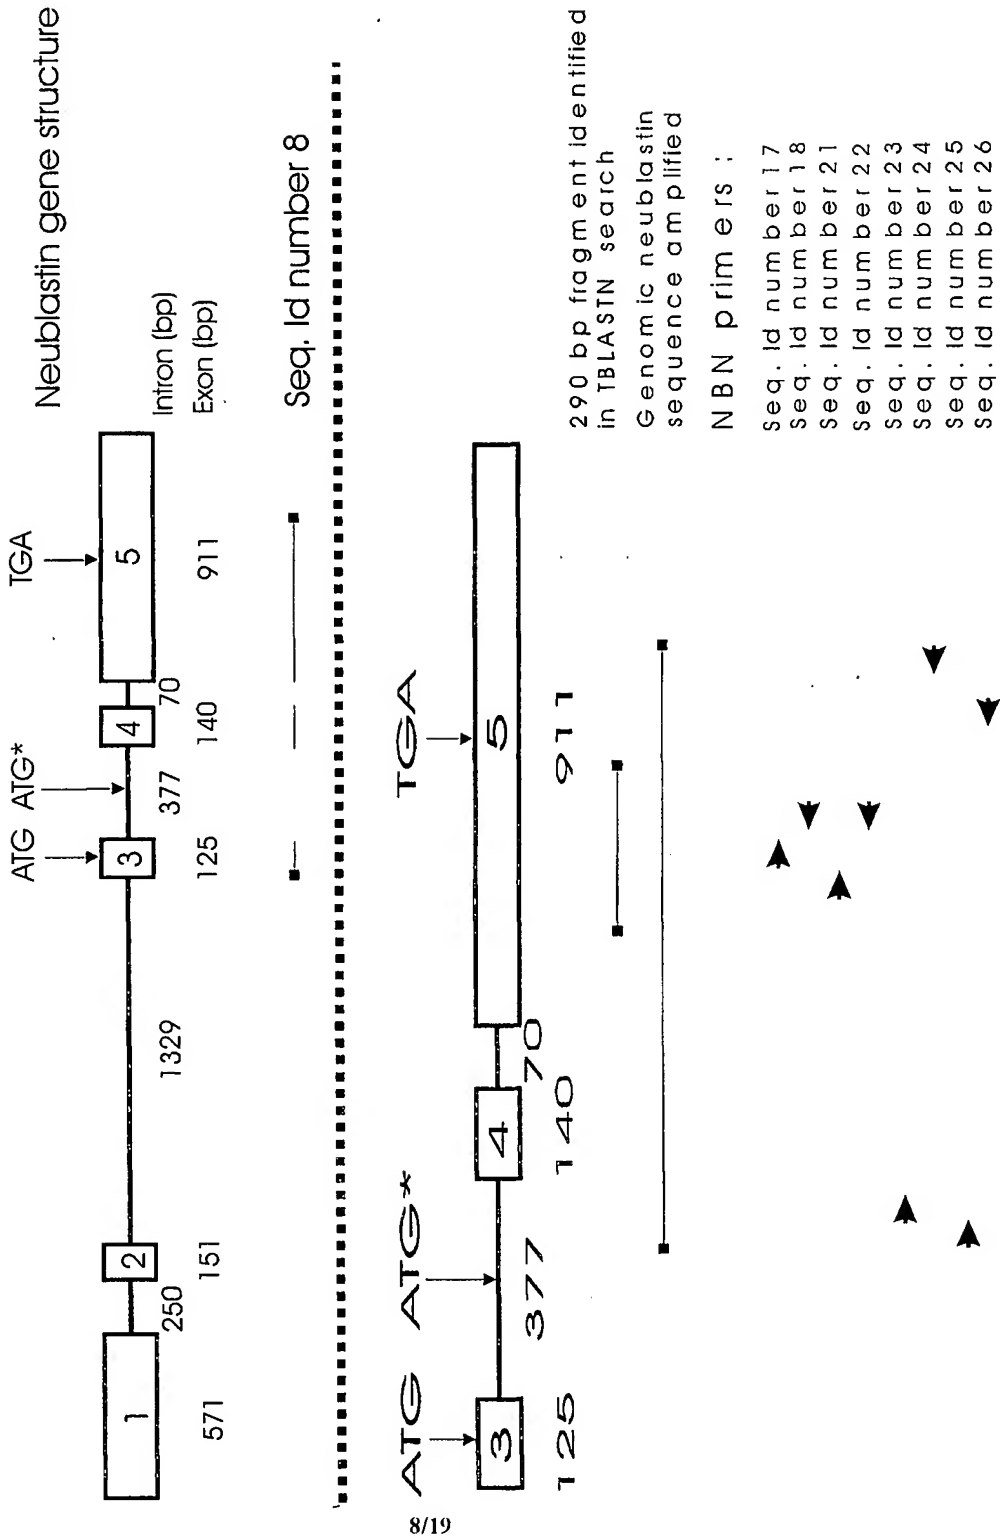 Neublastin gene structure
ATG ATG* TGA
1 2 3 4 5
250 1329 377 70 Intron (bp)
571 151 125 140 911 Exon (bp)
Seq. Id number 8
ATG ATG* TGA
3 4 5
377 70
125 140 911
290 bp fragment identified
in TBLASTN search
Genomic neublastin
sequence amplified
NBN primers :
Seq. Id number 17
Seq. Id number 18
Seq. Id number 21
Seq. Id number 22
Seq. Id number 23
Seq. Id number 24
Seq. Id number 25
Seq. Id number 26
8/19